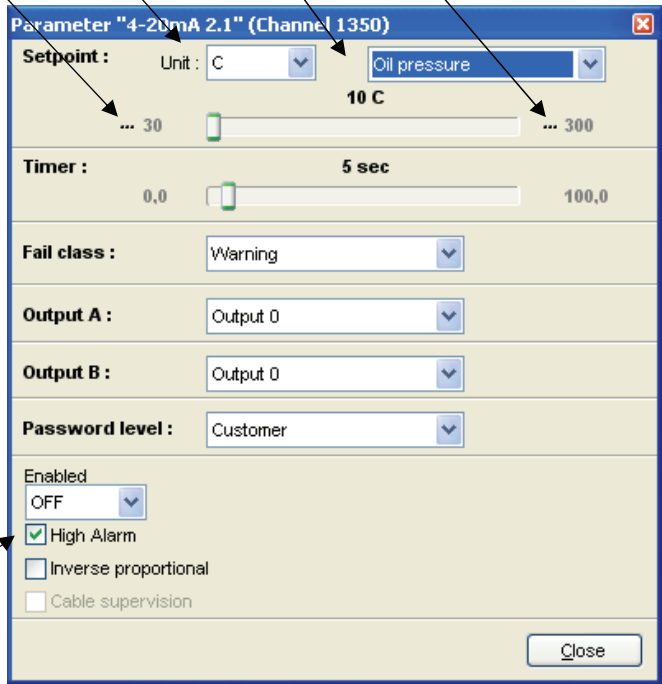 Parameter "4-20mA 2.1" (Channel 1350)
Setpoint : Unit : C Oil pressure
10 C
... 30 ... 300
Timer : 5 sec
0,0 100,0
Fail class : Warning
Output A : Output 0
Output B : Output 0
Password level : Customer
Enabled
OFF
High Alarm
Inverse proportional
Cable supervision
Close